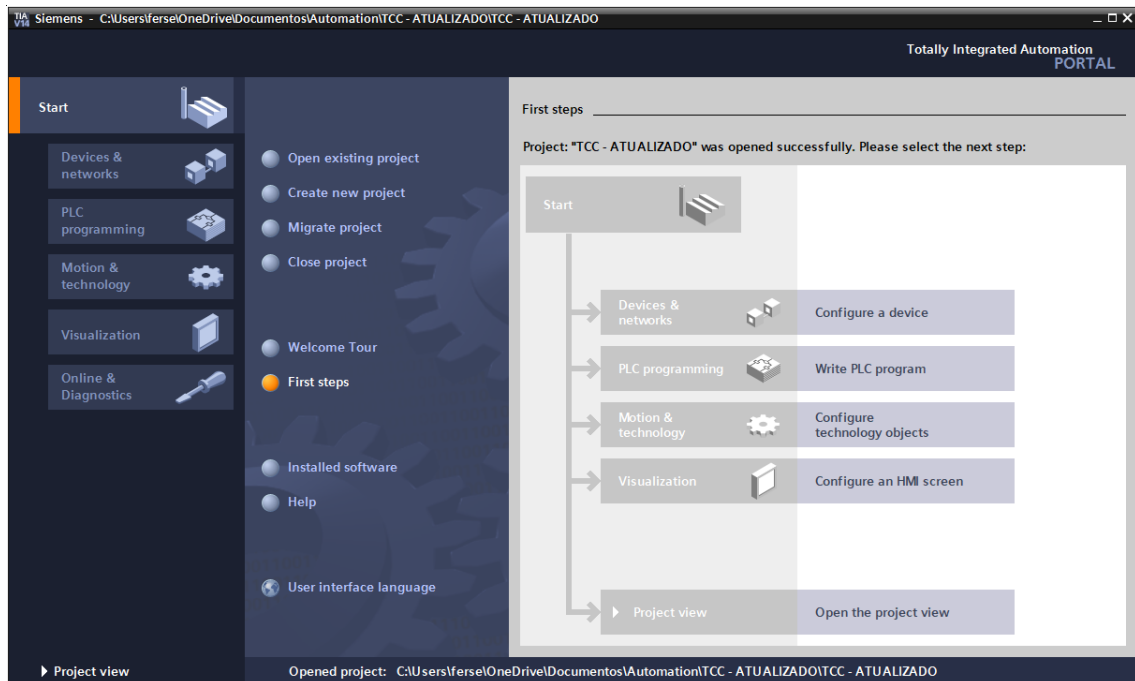 TIA V14 Siemens - C:\Users\ferse\OneDrive\Documentos\Automation\TCC - ATUALIZADO\TCC - ATUALIZADO
Totally Integrated Automation
PORTAL
Start
Devices &
networks
PLC
programming
Motion &
technology
Visualization
Online &
Diagnostics
Project view
Open existing project
Create new project
Migrate project
Close project
Welcome Tour
First steps
Installed software
Help
User interface language
First steps
Project: "TCC - ATUALIZADO" was opened successfully. Please select the next step:
Start
Devices &
networks
Configure a device
PLC programming
Write PLC program
Motion &
technology
Configure
technology objects
Visualization
Configure an HMI screen
Project view
Open the project view
Opened project: C:\Users\ferse\OneDrive\Documentos\Automation\TCC - ATUALIZADO\TCC - ATUALIZADO